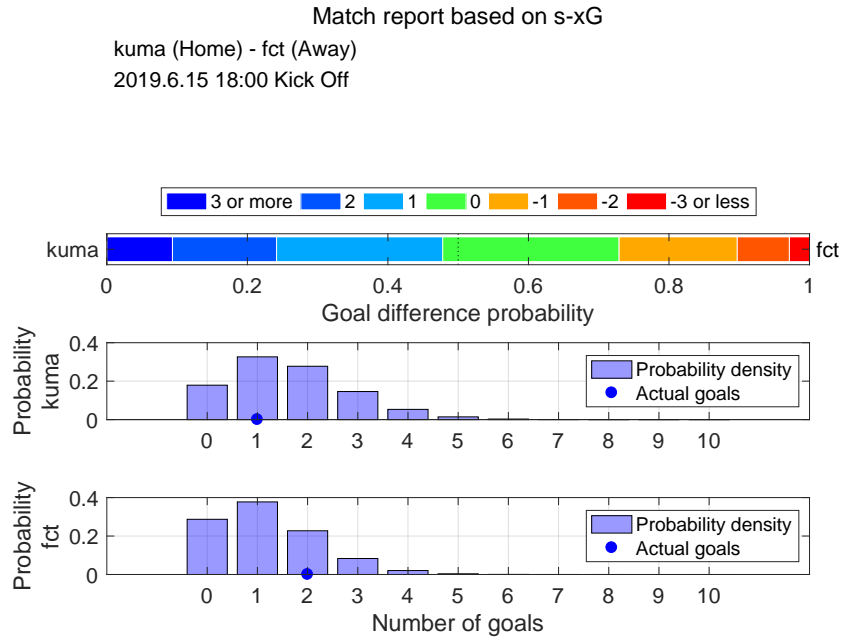 Match report based on s-xG
kuma (Home) - fct (Away)
2019.6.15 18:00 Kick Off
3 or more 2 1 0 -1 -2 -3 or less
kuma fct
0 0.2 0.4 0.6 0.8 1
Goal difference probability
Probability
kuma
0.4
0.2
0
Probability density
Actual goals
0 1 2 3 4 5 6 7 8 9 10
Probability
fct
0.4
0.2
0
Probability density
Actual goals
0 1 2 3 4 5 6 7 8 9 10
Number of goals